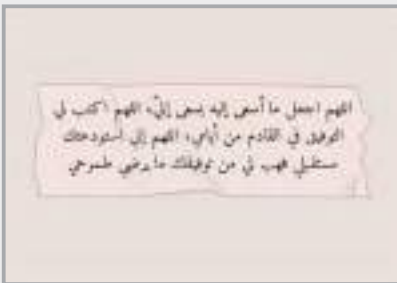 اللهم اجعل ما أسعى إليه يسعى إليّ، اللهم اكتب لي
التوفيق في القادم من أيامي، اللهم إني استودعتك
مستقبلي فهب لي من توفيقك ما يرضي طموحي